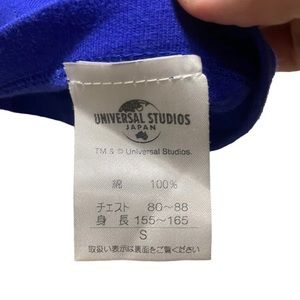 UNIVERSAL STUDIOS
JAPAN
TM & © Universal Studios.
綿 100%
チェスト 80〜88
身長 155〜165
S
取扱い表示は裏面をご覧ください